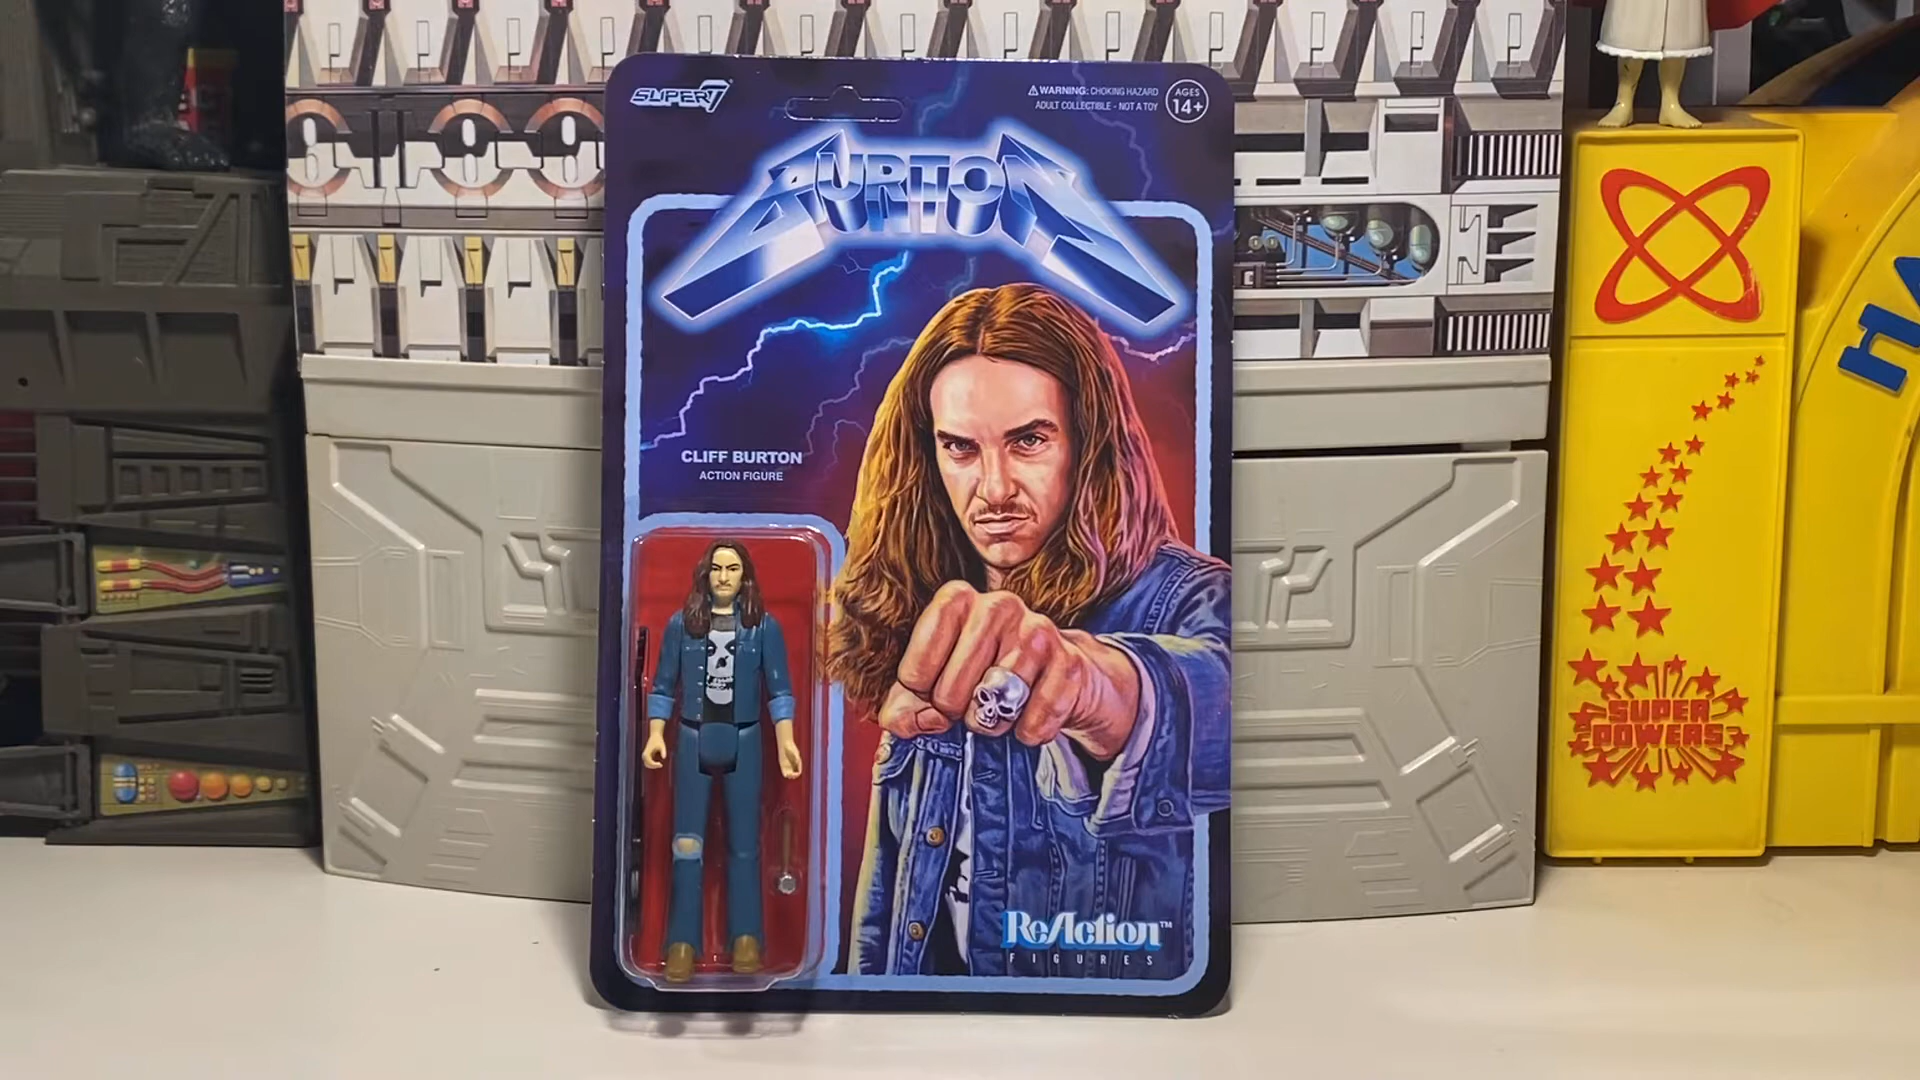 SUPER7
⚠WARNING: CHOKING HAZARD
ADULT COLLECTIBLE - NOT A TOY
AGES
14+
BURTON
CLIFF BURTON
ACTION FIGURE
ReAction™
FIGURES
SUPER
POWERS